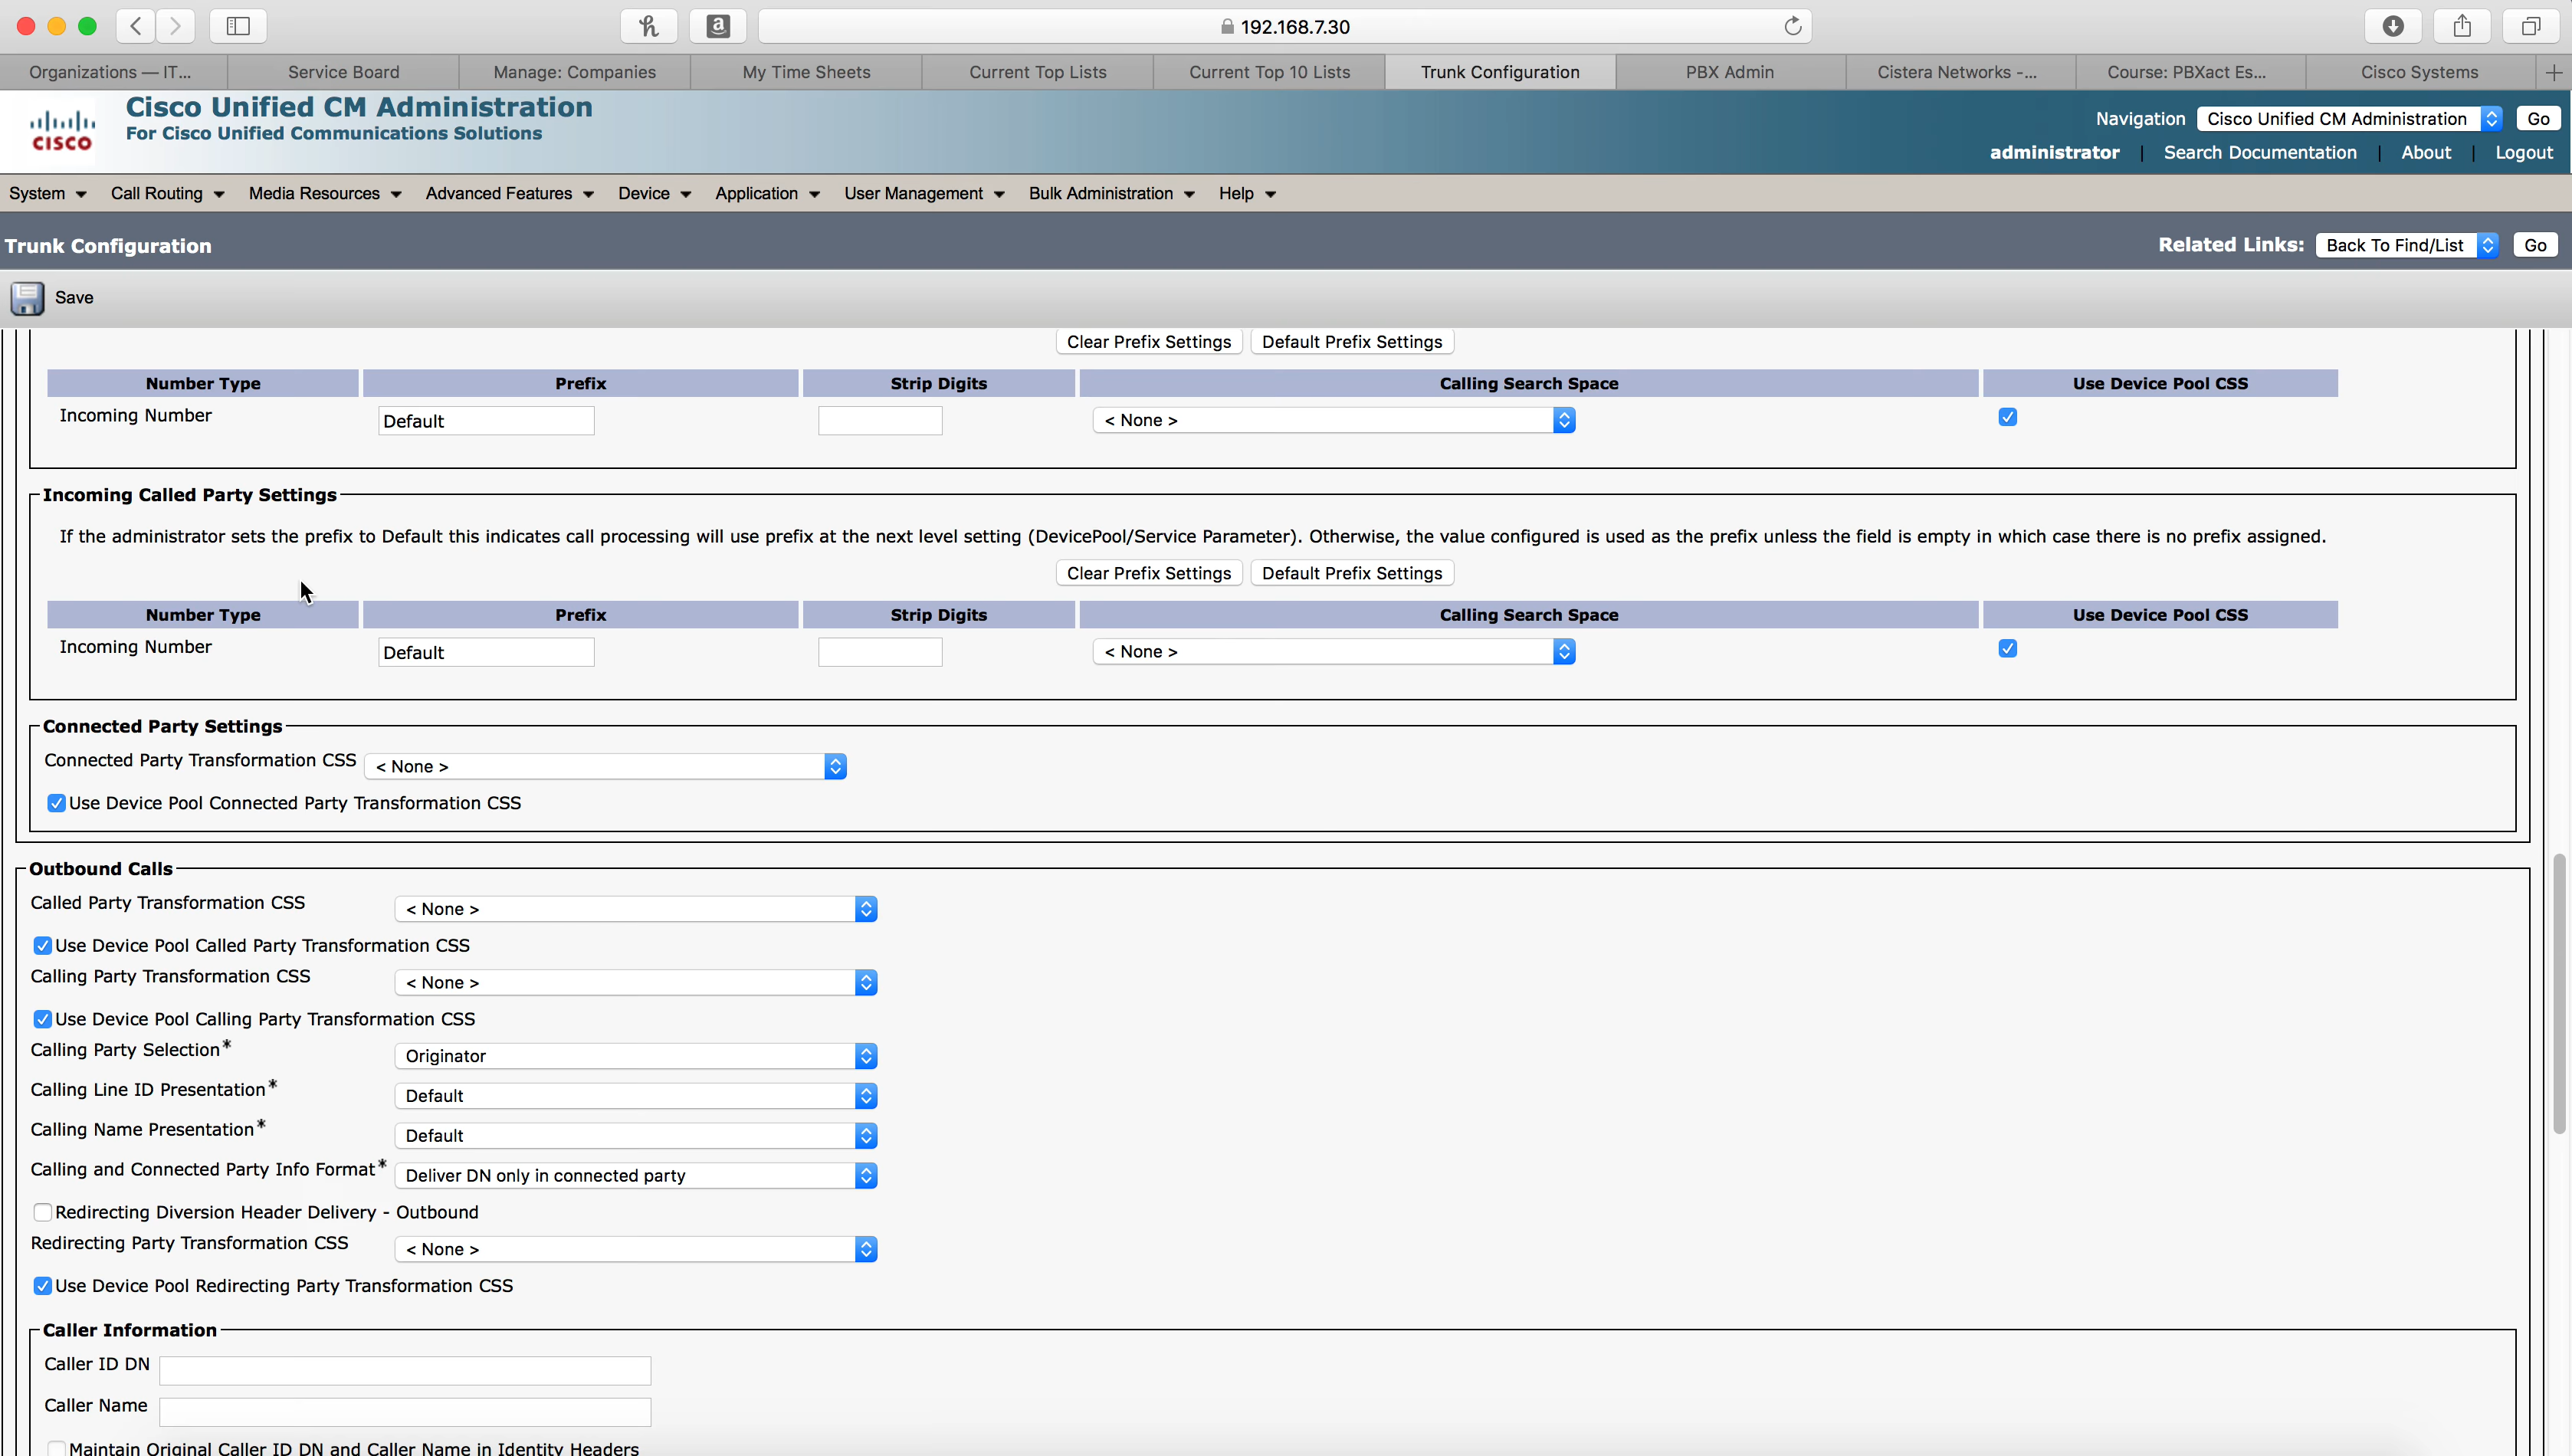 192.168.7.30
Organizations — IT...
Service Board
Manage: Companies
My Time Sheets
Current Top Lists
Current Top 10 Lists
Trunk Configuration
PBX Admin
Cistera Networks -...
Course: PBXact Es...
Cisco Systems
CISCO
Cisco Unified CM Administration
For Cisco Unified Communications Solutions
Navigation Cisco Unified CM Administration Go
administrator | Search Documentation | About | Logout
System Call Routing Media Resources Advanced Features Device Application User Management Bulk Administration Help
Trunk Configuration
Related Links: Back To Find/List Go
Save
Clear Prefix Settings Default Prefix Settings
Number Type Prefix Strip Digits Calling Search Space Use Device Pool CSS
Incoming Number Default < None >
Incoming Called Party Settings
If the administrator sets the prefix to Default this indicates call processing will use prefix at the next level setting (DevicePool/Service Parameter). Otherwise, the value configured is used as the prefix unless the field is empty in which case there is no prefix assigned.
Clear Prefix Settings Default Prefix Settings
Number Type Prefix Strip Digits Calling Search Space Use Device Pool CSS
Incoming Number Default < None >
Connected Party Settings
Connected Party Transformation CSS < None >
Use Device Pool Connected Party Transformation CSS
Outbound Calls
Called Party Transformation CSS < None >
Use Device Pool Called Party Transformation CSS
Calling Party Transformation CSS < None >
Use Device Pool Calling Party Transformation CSS
Calling Party Selection* Originator
Calling Line ID Presentation* Default
Calling Name Presentation* Default
Calling and Connected Party Info Format* Deliver DN only in connected party
Redirecting Diversion Header Delivery - Outbound
Redirecting Party Transformation CSS < None >
Use Device Pool Redirecting Party Transformation CSS
Caller Information
Caller ID DN
Caller Name
Maintain Original Caller ID DN and Caller Name in Identity Headers